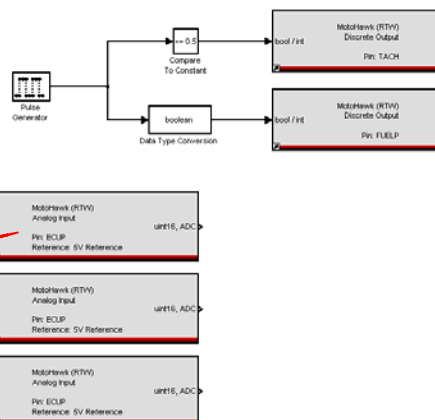 MotoHawk (RTW)
Discrete Output
bool / int
Pin: TACH
<= 0.5
Compare
To Constant
Pulse
Generator
boolean
Data Type Conversion
MotoHawk (RTW)
Discrete Output
bool / int
Pin: FUELP
MotoHawk (RTW)
Analog Input
uint16, ADC
Pin: ECUP
Reference: 5V Reference
MotoHawk (RTW)
Analog Input
uint16, ADC
Pin: ECUP
Reference: 5V Reference
MotoHawk (RTW)
Analog Input
uint16, ADC
Pin: ECUP
Reference: 5V Reference